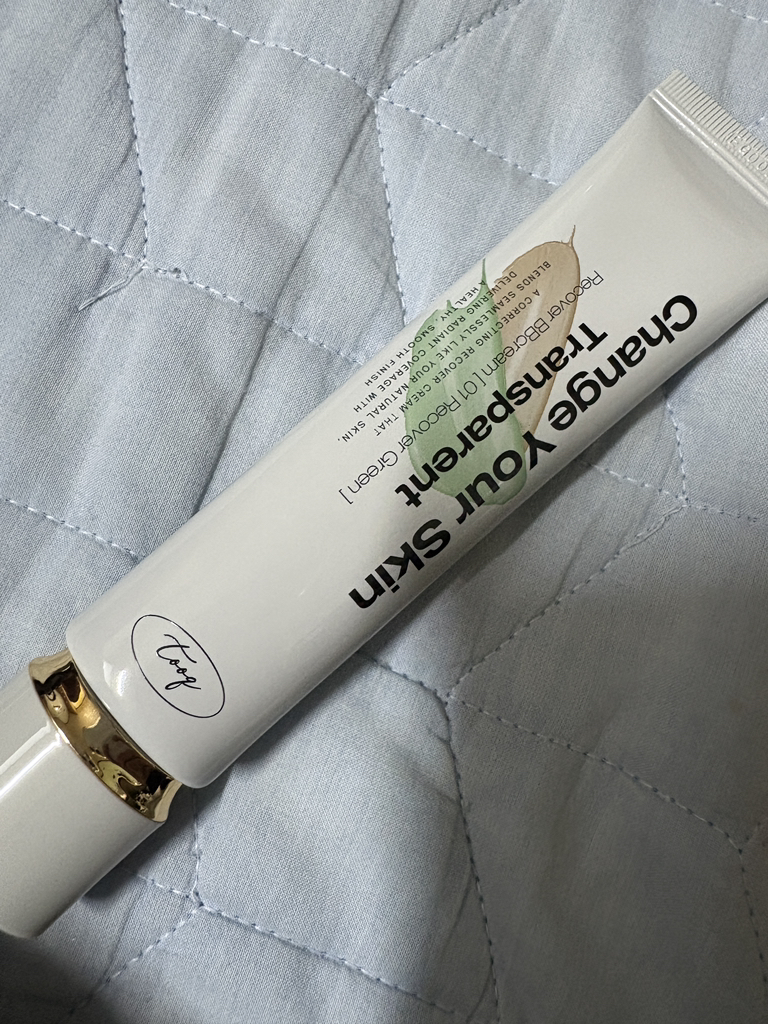 Change Your Skin
Transparent
Recover BBcream [ 01 Recover Green ]
A CORRECTING RECOVER CREAM THAT
BLENDS SEAMLESSLY LIKE YOUR NATURAL SKIN,
DELIVERING RADIANT COVERAGE WITH
HEALTHY, SMOOTH FINISH
tooq